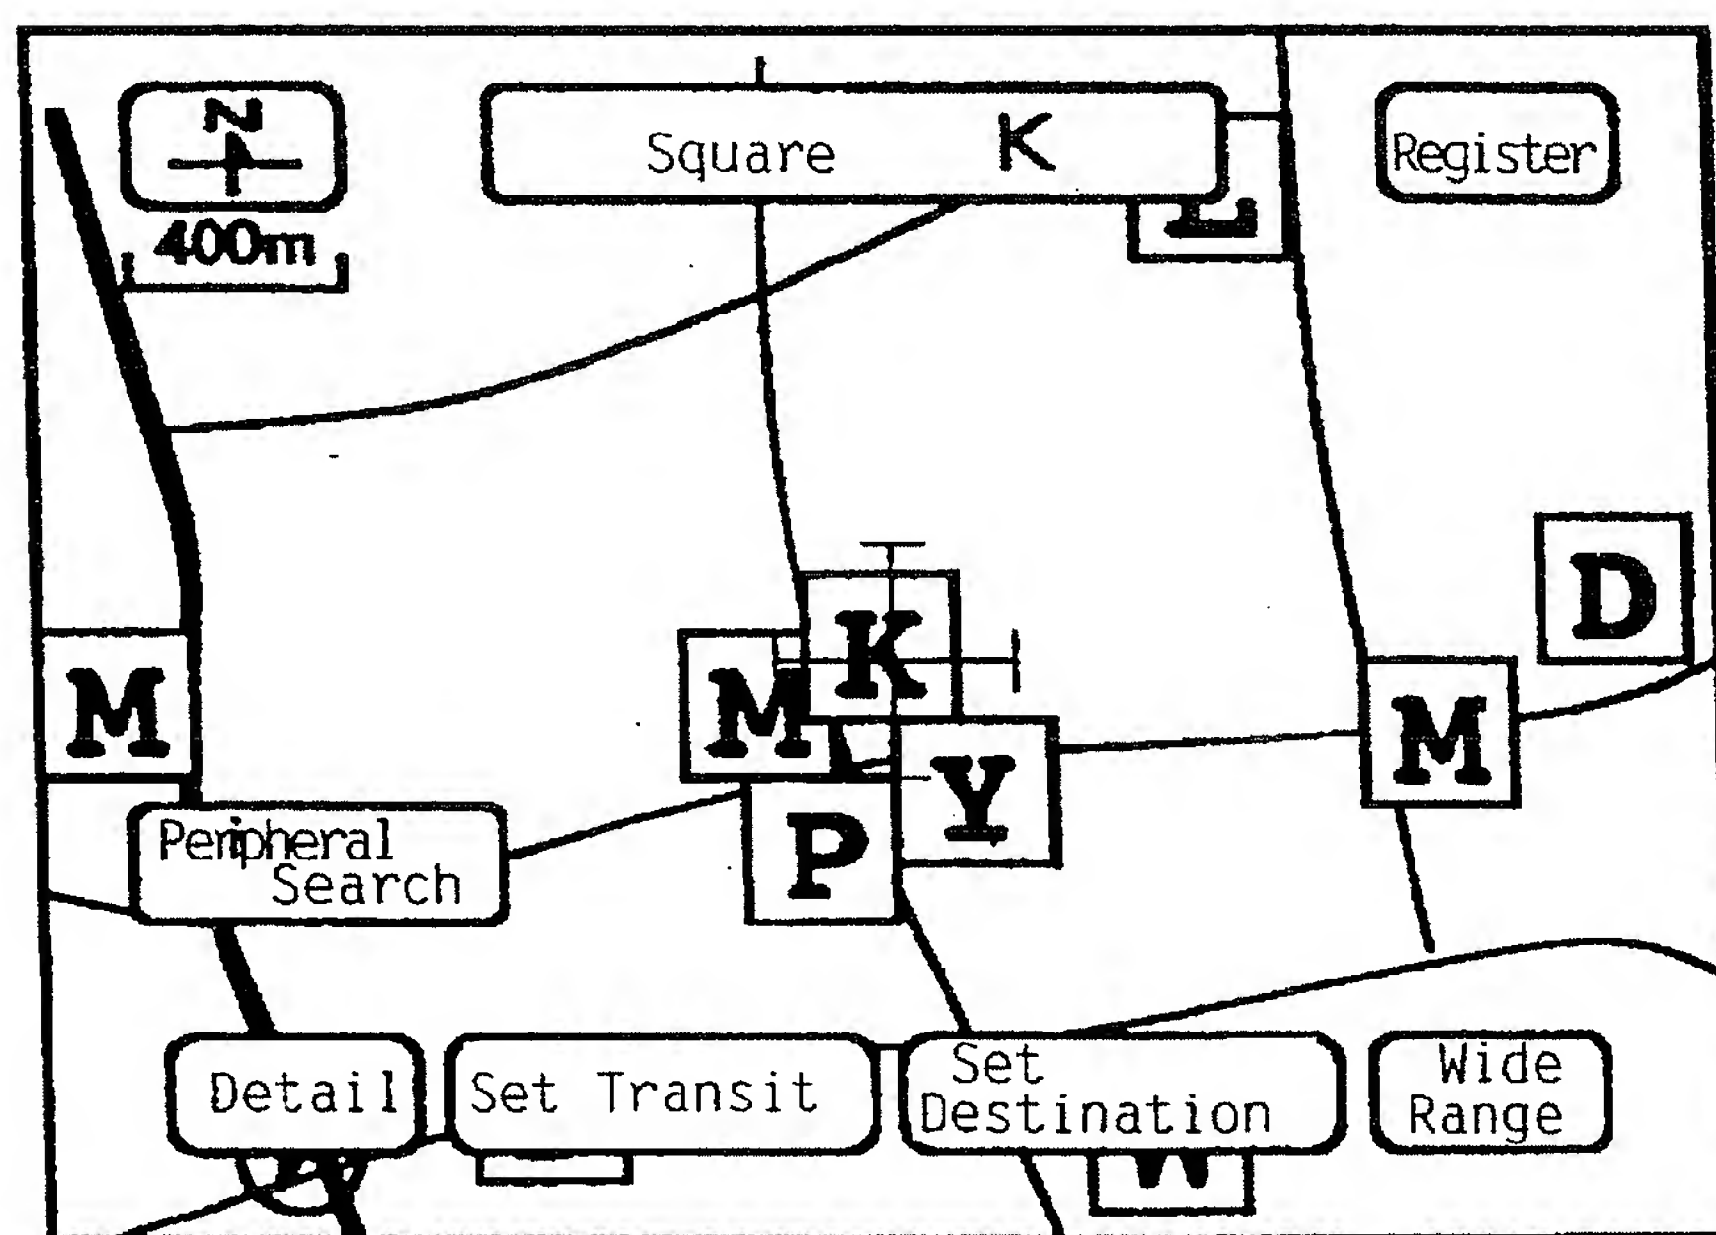 N
Square K
Register
400m
L
D
K
M
M
M
Y
P
Peripheral
Search
Detail
Set Transit
Set
Destination
Wide
Range
W